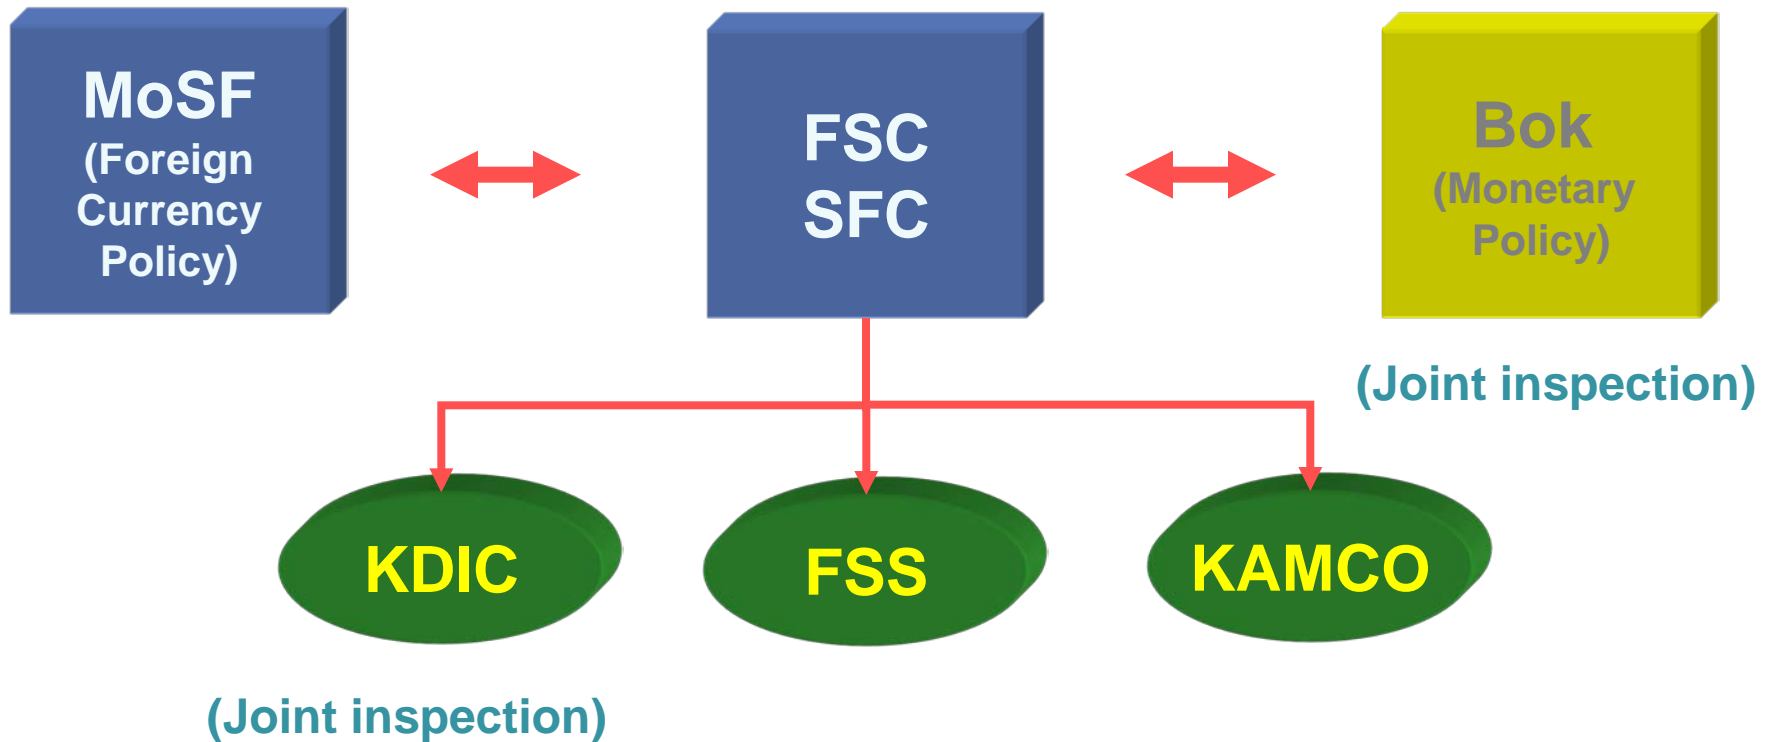 MoSF
(Foreign
Currency
Policy)
FSC
SFC
Bok
(Monetary
Policy)
(Joint inspection)
KDIC
FSS
KAMCO
(Joint inspection)